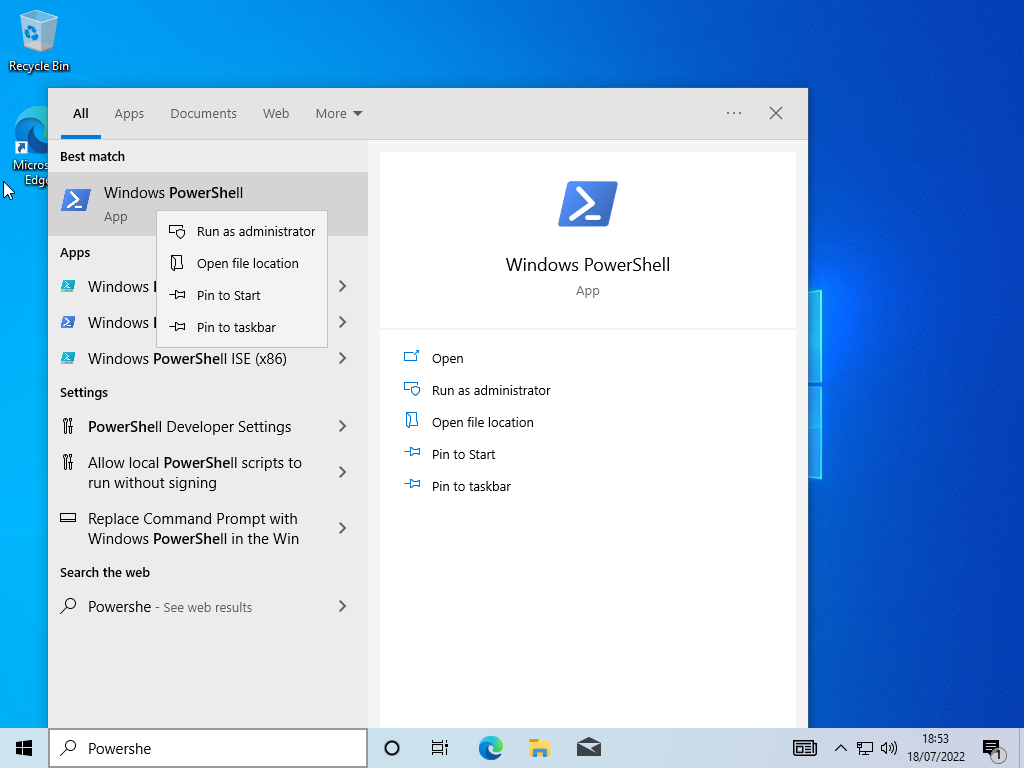 Recycle Bin
Micros
Edge
All Apps Documents Web More
Best match
Windows PowerShell
App
Run as administrator
Open file location
Pin to Start
Pin to taskbar
Apps
Windows
Windows
Windows PowerShell ISE (x86)
Settings
PowerShell Developer Settings
Allow local PowerShell scripts to
run without signing
Replace Command Prompt with
Windows PowerShell in the Win
Search the web
Powershe - See web results
Windows PowerShell
App
Open
Run as administrator
Open file location
Pin to Start
Pin to taskbar
Powershe
18:53
18/07/2022
1